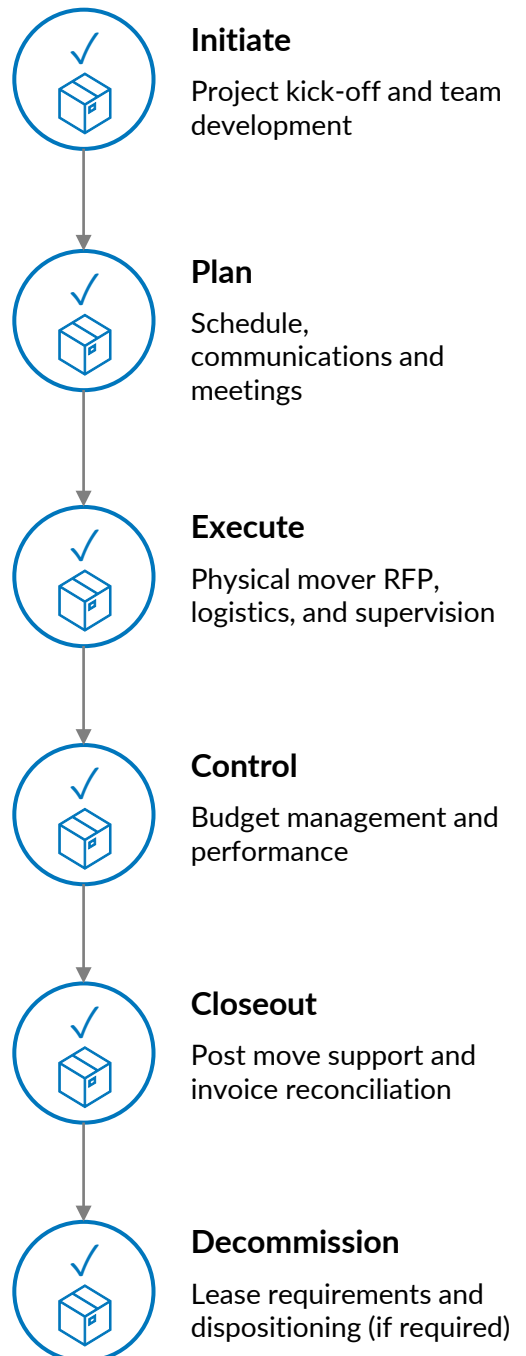 Initiate
Project kick-off and team
development
Plan
Schedule,
communications and
meetings
Execute
Physical mover RFP,
logistics, and supervision
Control
Budget management and
performance
Closeout
Post move support and
invoice reconciliation
Decommission
Lease requirements and
dispositioning (if required)